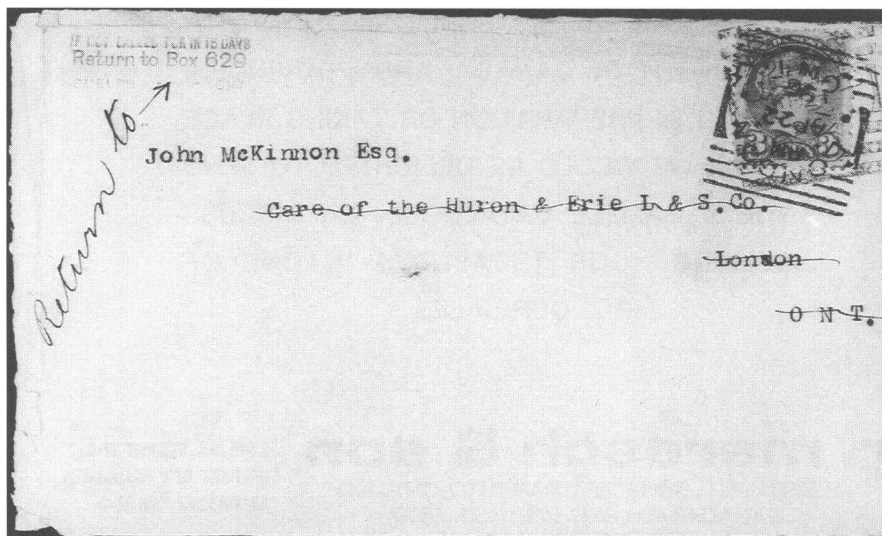 IF NOT CALLED FOR IN 15 DAYS
Return to Box 629
Return to
John McKinnon Esq.
Care of the Huron & Erie L & S.Co.
London
O N T.